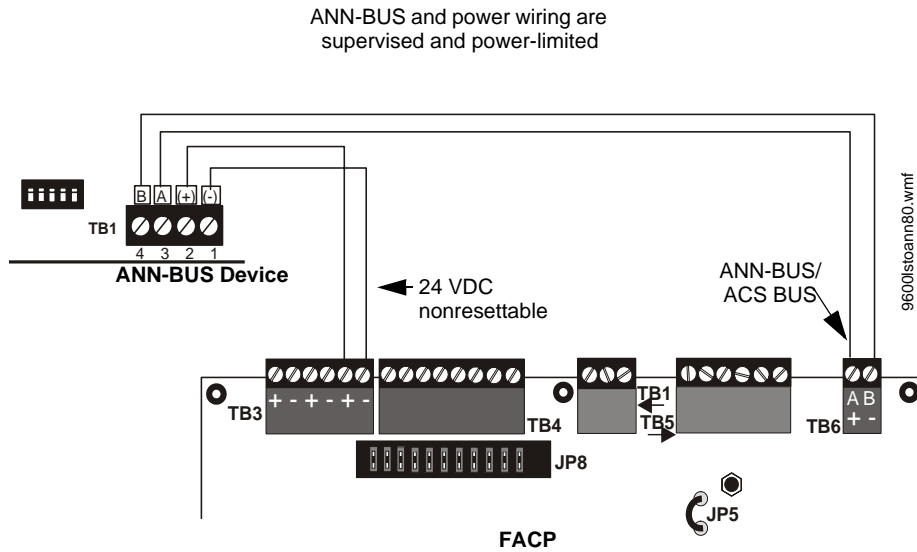 ANN-BUS and power wiring are
supervised and power-limited
B A (+) (-)
TB1
4 3 2 1
ANN-BUS Device
24 VDC
nonresettable
ANN-BUS/
ACS BUS
9600lstoann80.wmf
TB3
+ - + - + -
TB4
TB1
TB5
TB6
A B
+ -
JP8
JP5
FACP